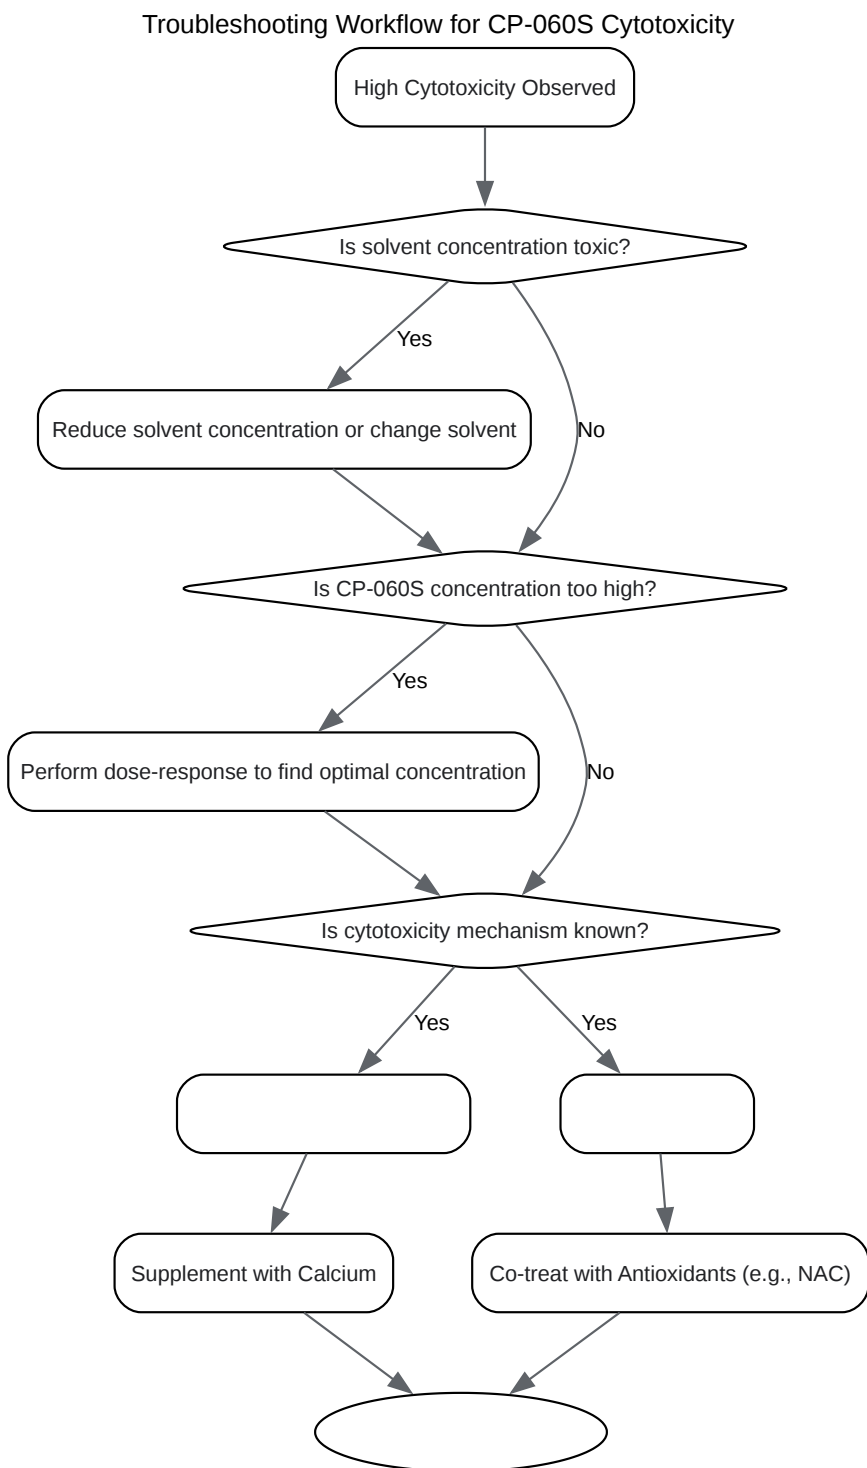 Troubleshooting Workflow for CP-060S Cytotoxicity
High Cytotoxicity Observed
Is solvent concentration toxic?
Yes
Reduce solvent concentration or change solvent
No
Is CP-060S concentration too high?
Yes
Perform dose-response to find optimal concentration
No
Is cytotoxicity mechanism known?
Yes
Yes
Supplement with Calcium
Co-treat with Antioxidants (e.g., NAC)